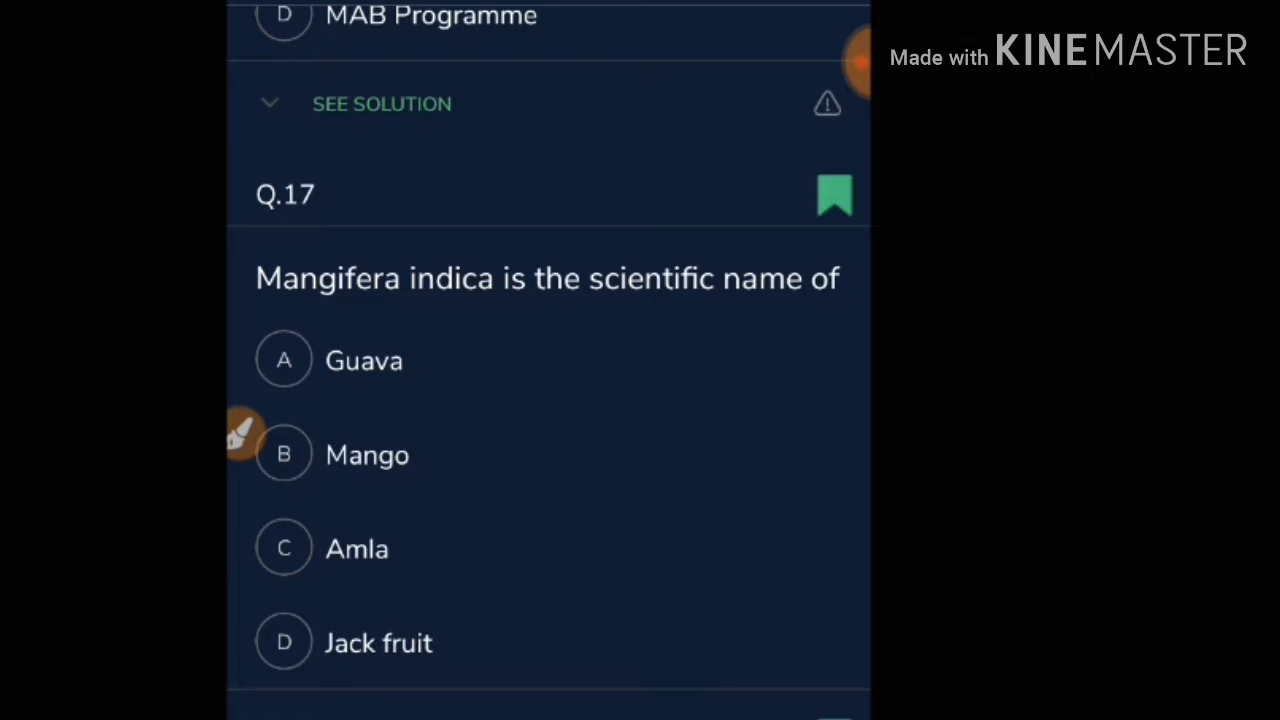 D MAB Programme
Made with KINEMASTER
SEE SOLUTION
Q.17
Mangifera indica is the scientific name of
A Guava
B Mango
C Amla
D Jack fruit